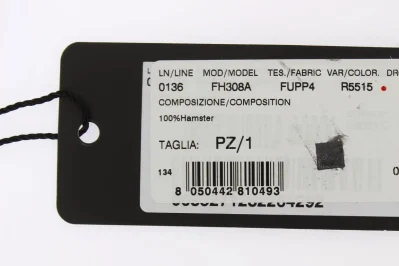 LN/LINE MOD/MODEL TES./FABRIC VAR/COLOR.
0136 FH308A FUPP4 R5515
COMPOSIZIONE/COMPOSITION
100%Hamster
TAGLIA: PZ/1
134
8 050442 810493